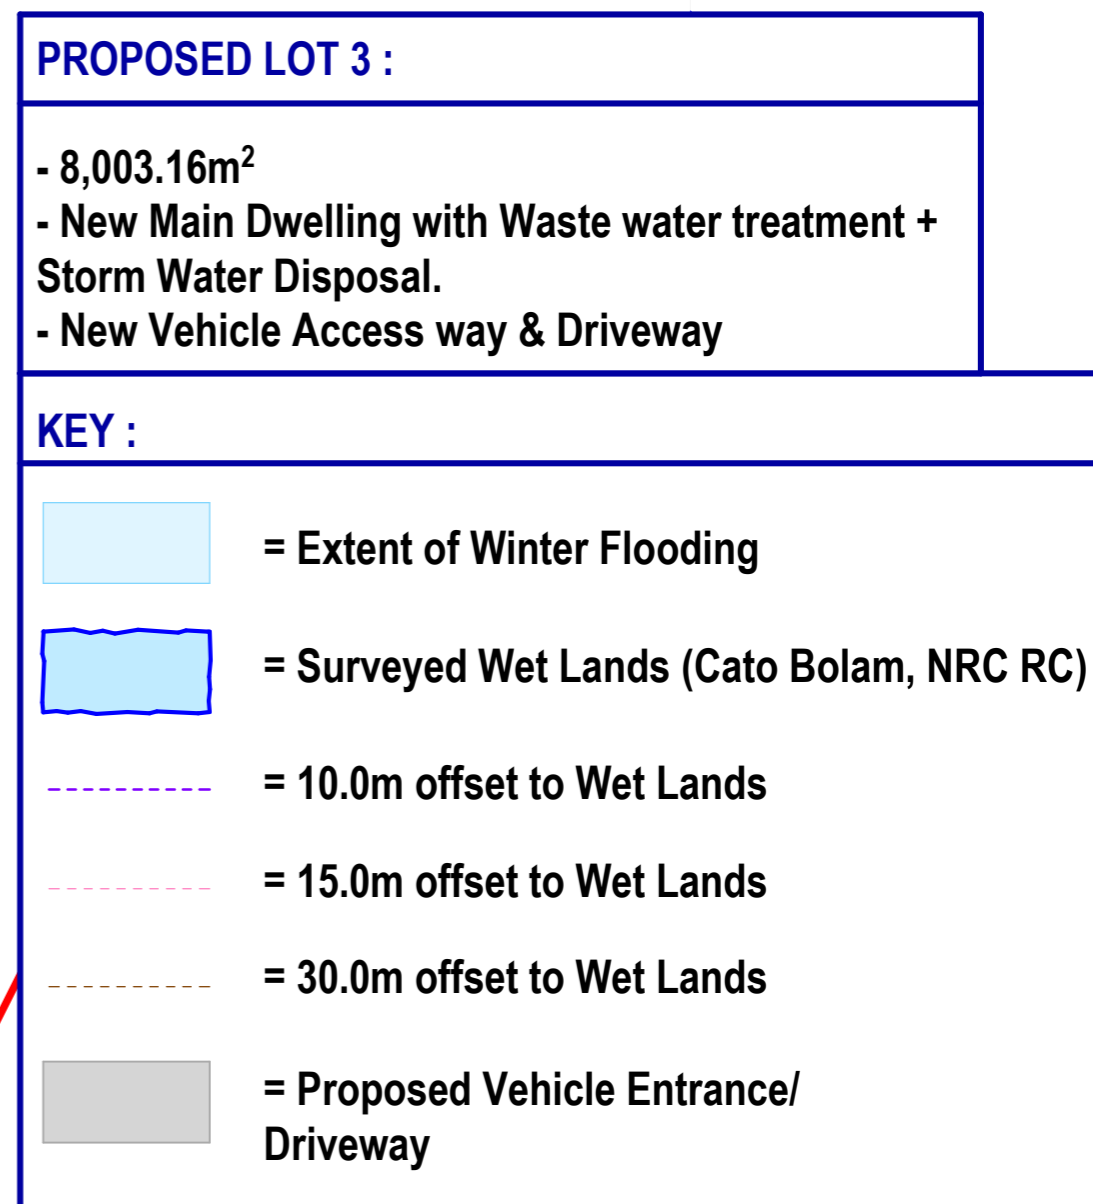 PROPOSED LOT 3 :
- 8,003.16m²
- New Main Dwelling with Waste water treatment +
Storm Water Disposal.
- New Vehicle Access way & Driveway
KEY :
= Extent of Winter Flooding
= Surveyed Wet Lands (Cato Bolam, NRC RC)
= 10.0m offset to Wet Lands
= 15.0m offset to Wet Lands
= 30.0m offset to Wet Lands
= Proposed Vehicle Entrance/
Driveway